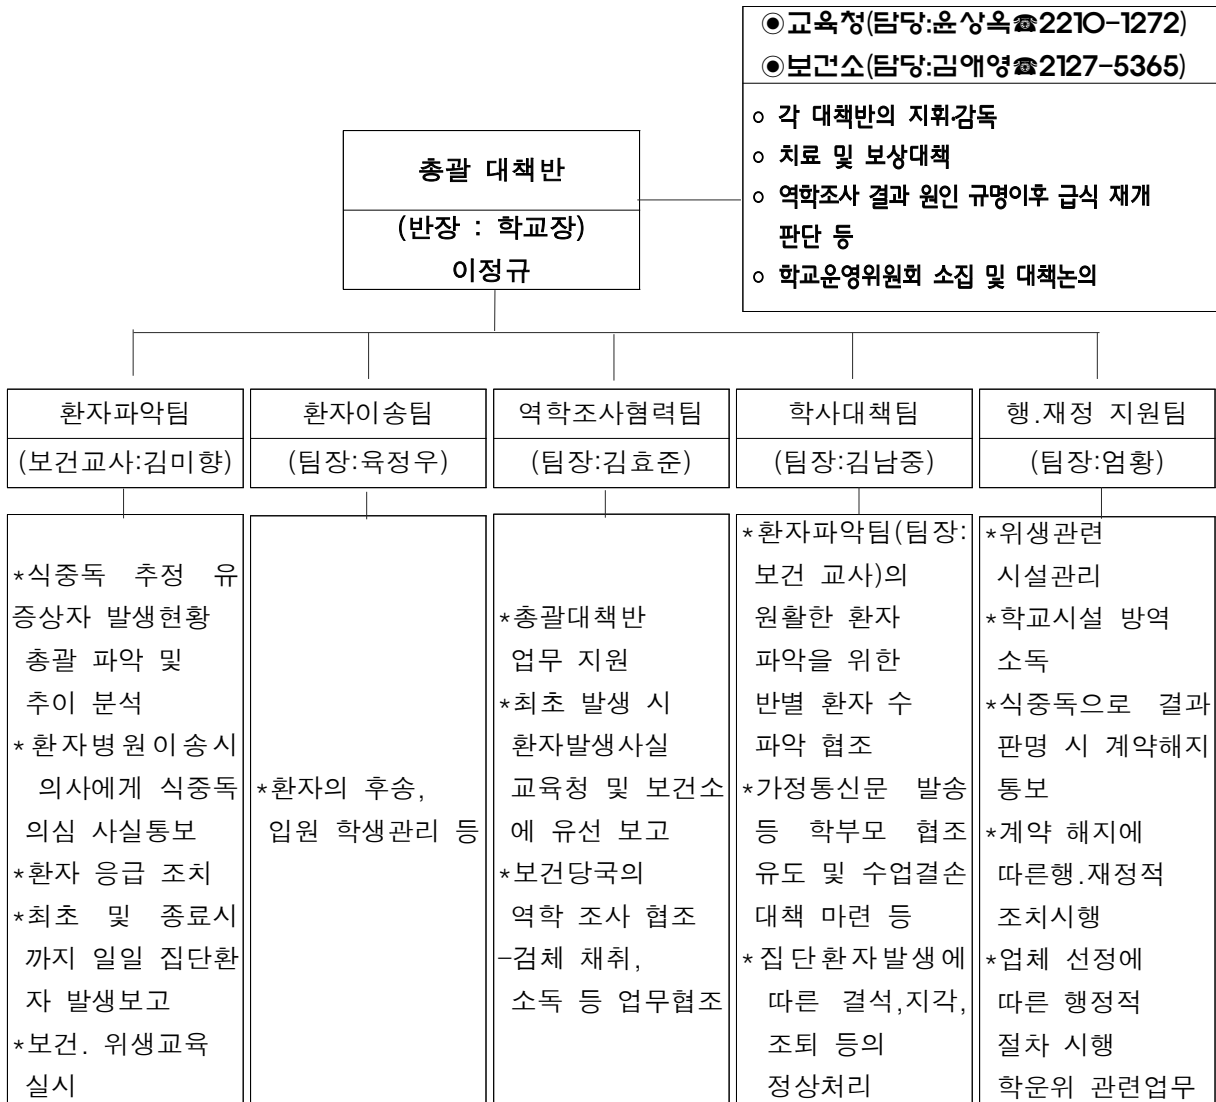 ◉교육청(담당:윤상옥☎2210-1272)
◉보건소(담당:김애영☎2127-5365)
○ 각 대책반의 지휘감독
○ 치료 및 보상대책
○ 역학조사 결과 원인 규명이후 급식 재개
판단 등
○ 학교운영위원회 소집 및 대책논의
총괄 대책반
(반장 : 학교장)
이정규
환자파악팀
(보건교사:김미향)
*식중독 추정 유
증상자 발생현황
총괄 파악 및
추이 분석
*환자병원이송시
의사에게 식중독
의심 사실통보
*환자 응급 조치
*최초 및 종료시
까지 일일 집단환
자 발생보고
*보건. 위생교육
실시
환자이송팀
(팀장:육정우)
*환자의 후송,
입원 학생관리 등
역학조사협력팀
(팀장:김효준)
*총괄대책반
업무 지원
*최초 발생 시
환자발생사실
교육청 및 보건소
에 유선 보고
*보건당국의
역학 조사 협조
-검체 채취,
소독 등 업무협조
학사대책팀
(팀장:김남중)
*환자파악팀(팀장:
보건 교사)의
원활한 환자
파악을 위한
반별 환자 수
파악 협조
*가정통신문 발송
등 학부모 협조
유도 및 수업결손
대책 마련 등
*집단환자발생에
따른 결석,지각,
조퇴 등의
정상처리
행.재정 지원팀
(팀장:엄황)
*위생관련
시설관리
*학교시설 방역
소독
*식중독으로 결과
판명 시 계약해지
통보
*계약 해지에
따른행.재정적
조치시행
*업체 선정에
따른 행정적
절차 시행
학운위 관련업무